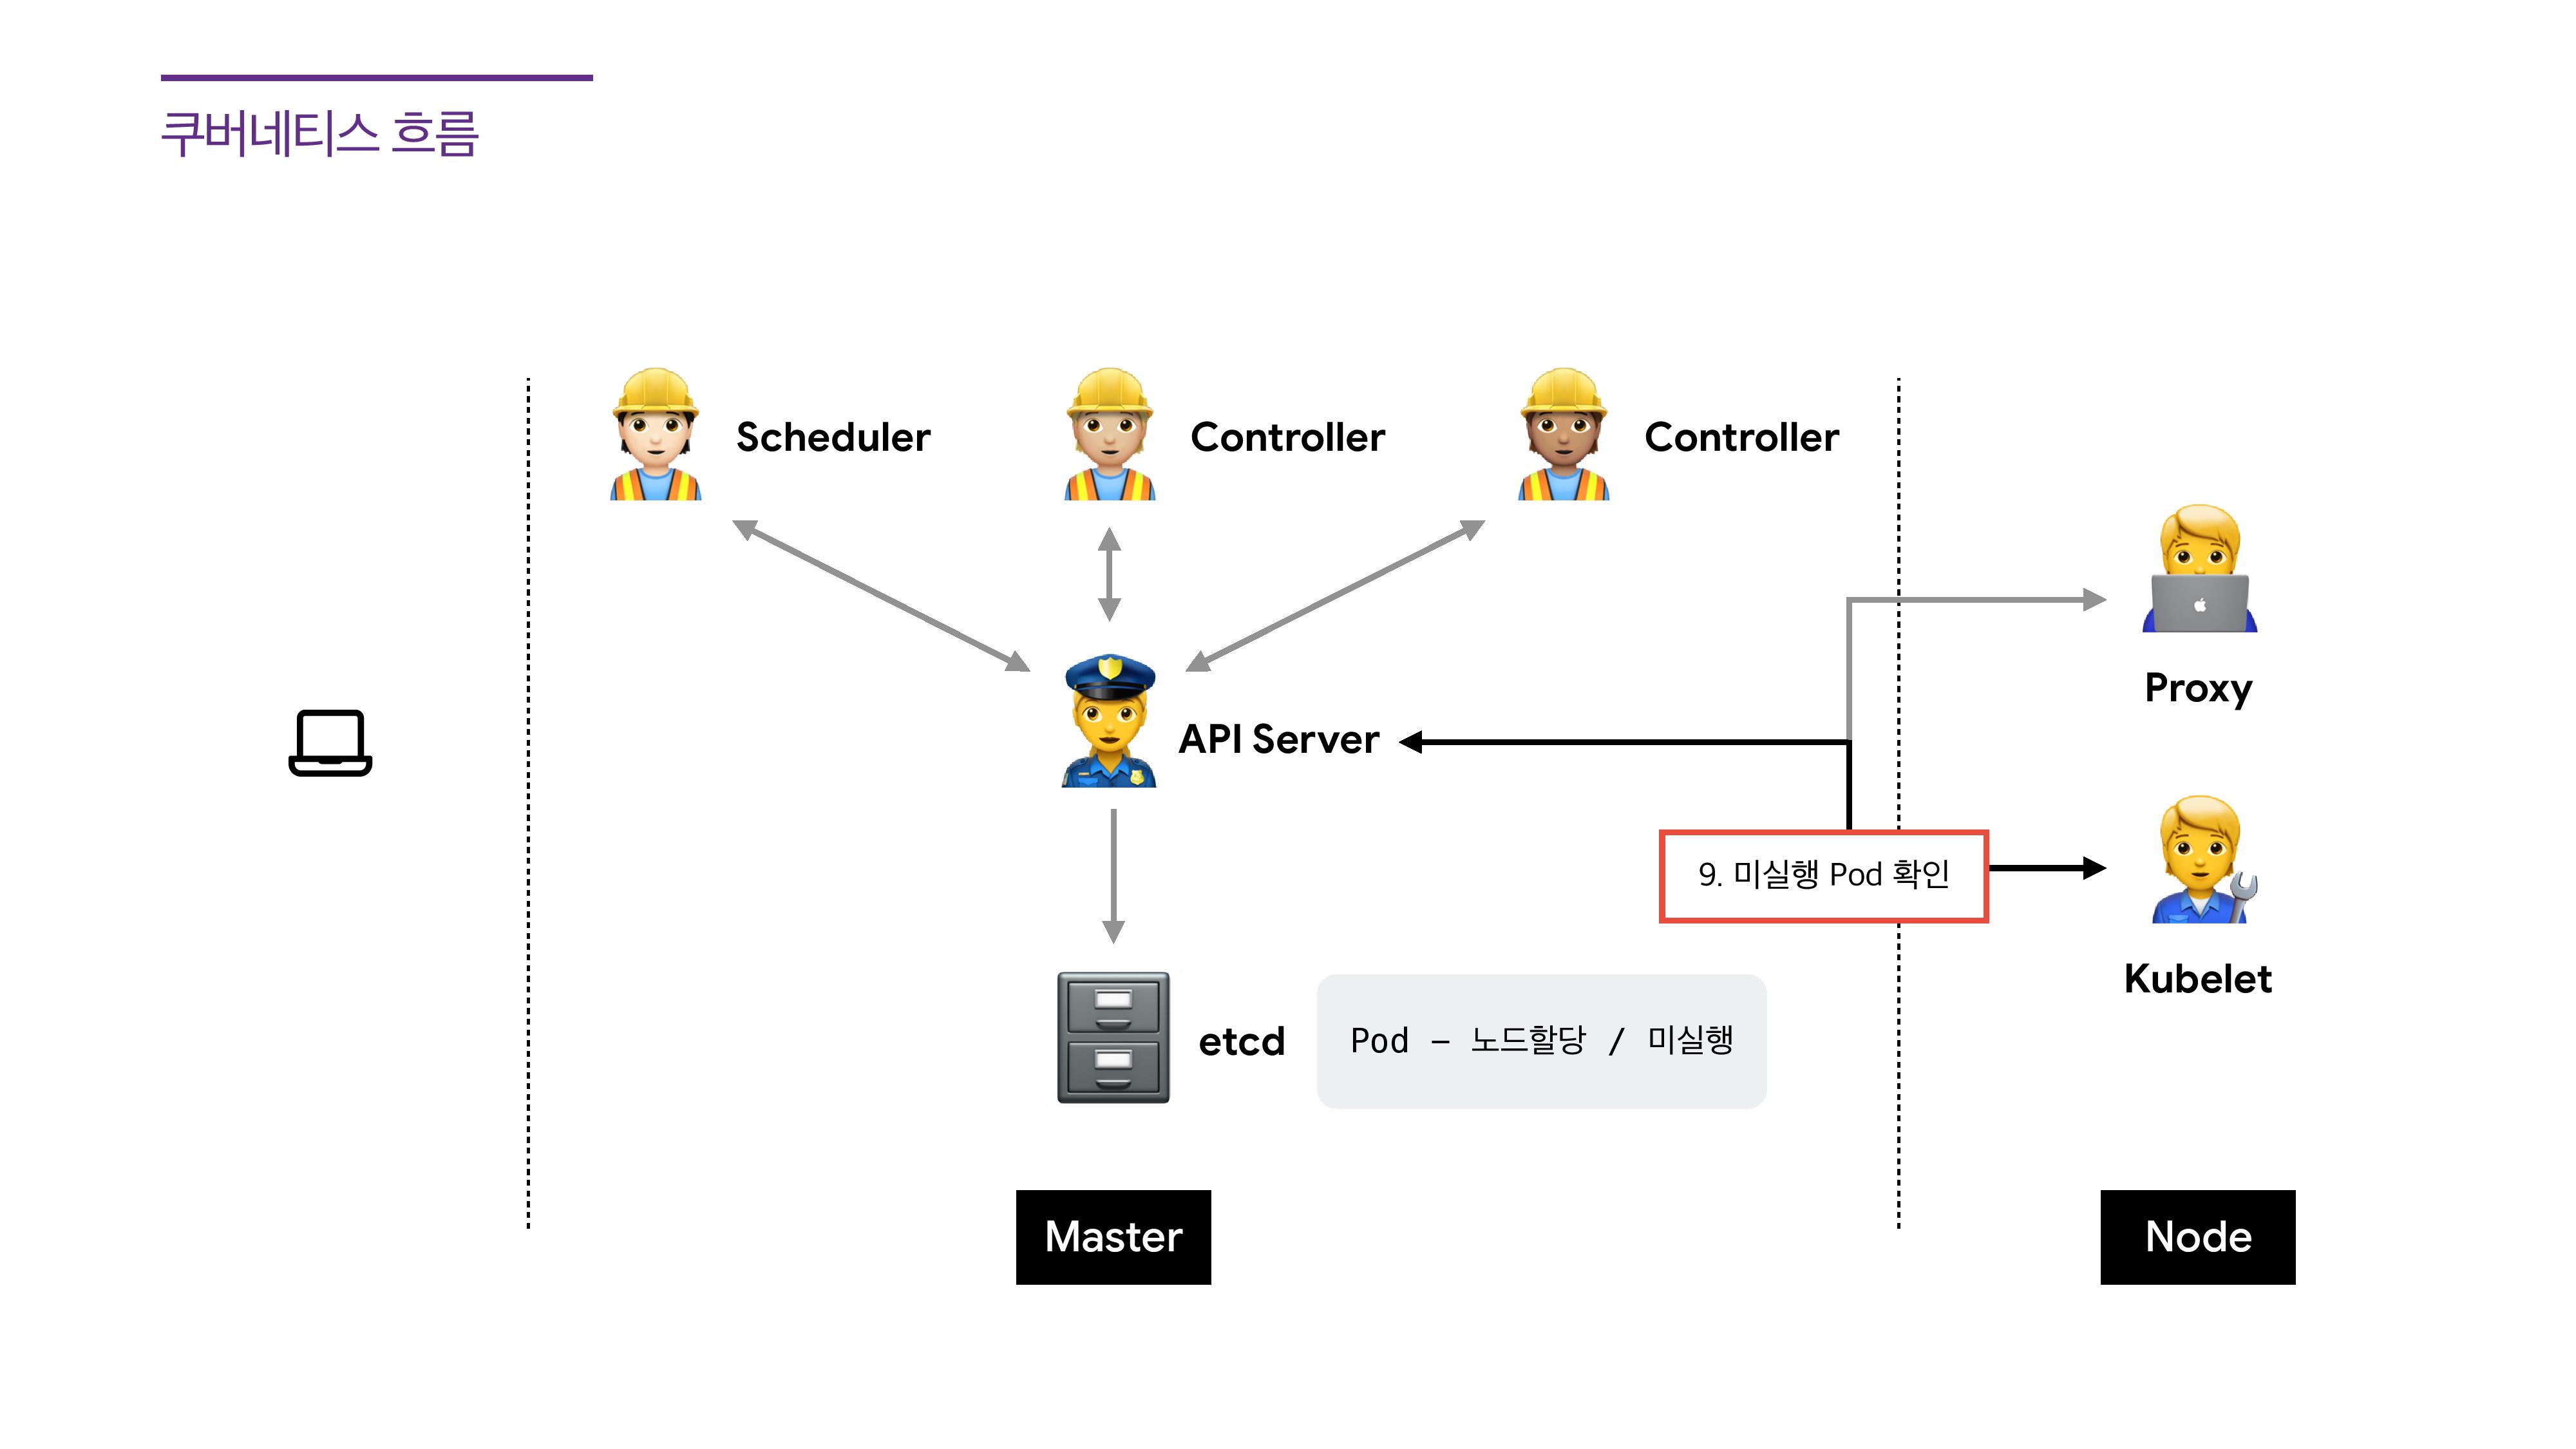 쿠버네티스 흐름
Scheduler
Controller
Controller
Proxy
API Server
9. 미실행 Pod 확인
Kubelet
etcd
Pod - 노드할당 / 미실행
Master
Node